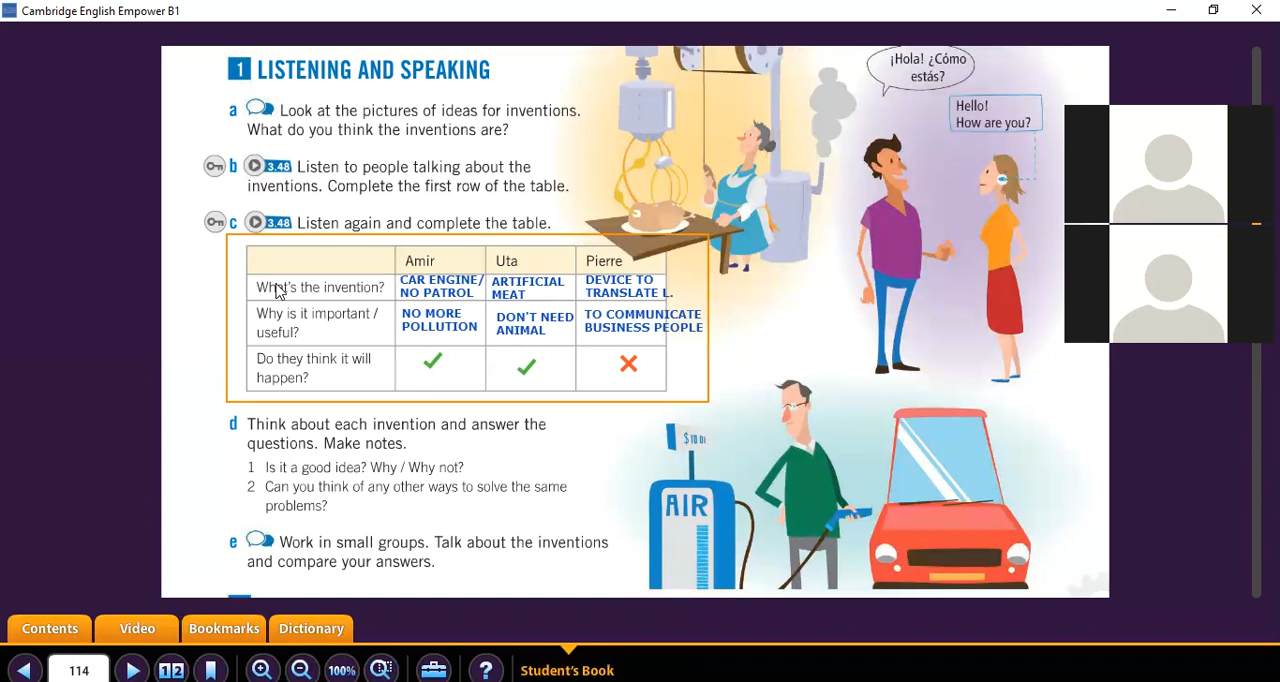 Cambridge English Empower B1
1 LISTENING AND SPEAKING
a Look at the pictures of ideas for inventions.
What do you think the inventions are?
b 3.48 Listen to people talking about the
inventions. Complete the first row of the table.
c 3.48 Listen again and complete the table.
Amir Uta Pierre
What's the invention?
CAR ENGINE/
NO PATROL
ARTIFICIAL
MEAT
DEVICE TO
TRANSLATE L.
Why is it important /
useful?
NO MORE
POLLUTION
DON'T NEED
ANIMAL
TO COMMUNICATE
BUSINESS PEOPLE
Do they think it will
happen?
d Think about each invention and answer the
questions. Make notes.
1 Is it a good idea? Why / Why not?
2 Can you think of any other ways to solve the same
problems?
e Work in small groups. Talk about the inventions
and compare your answers.
¡Hola! ¿Cómo
estás?
Hello!
How are you?
AIR
Contents Video Bookmarks Dictionary
114 12 100% ? Student's Book